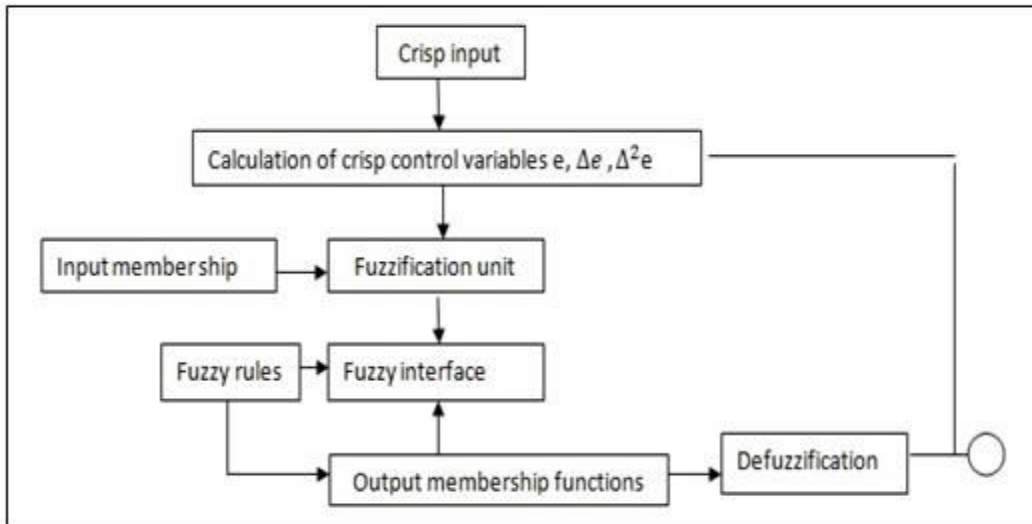 Crisp input
Calculation of crisp control variables e, Δe , Δ²e
Input membership
Fuzzification unit
Fuzzy rules
Fuzzy interface
Output membership functions
Defuzzification